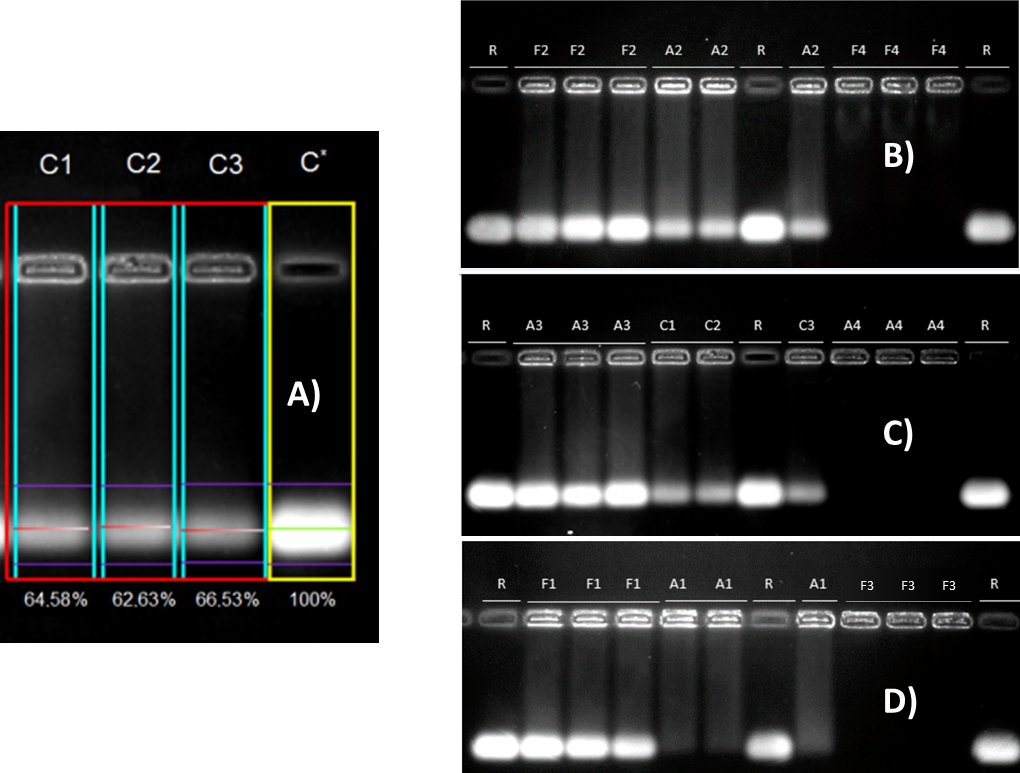 C1 C2 C3 C*
A)
64.58% 62.63% 66.53% 100%
R F2 F2 F2 A2 A2 R A2 F4 F4 F4 R
B)
R A3 A3 A3 C1 C2 R C3 A4 A4 A4 R
C)
R F1 F1 F1 A1 A1 R A1 F3 F3 F3 R
D)